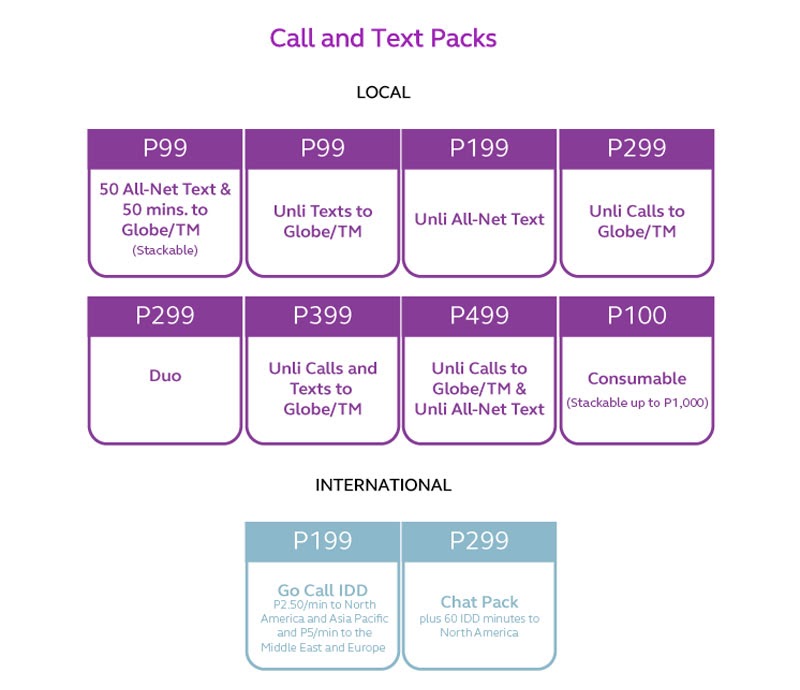 Call and Text Packs
LOCAL
P99
50 All-Net Text &
50 mins. to
Globe/TM
(Stackable)
P99
Unli Texts to
Globe/TM
P199
Unli All-Net Text
P299
Unli Calls to
Globe/TM
P299
Duo
P399
Unli Calls and
Texts to
Globe/TM
P499
Unli Calls to
Globe/TM &
Unli All-Net Text
P100
Consumable
(Stackable up to P1,000)
INTERNATIONAL
P199
Go Call IDD
P2.50/min to North
America and Asia Pacific
and P5/min to the
Middle East and Europe
P299
Chat Pack
plus 60 IDD minutes to
North America